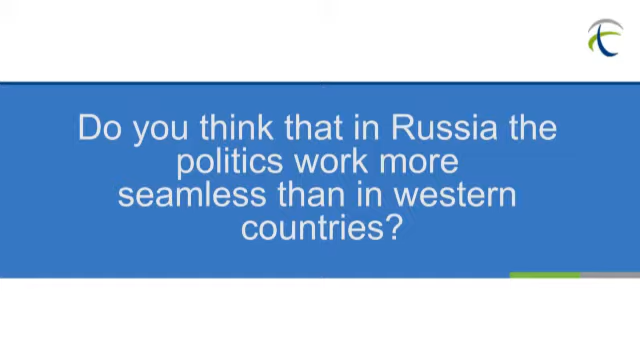 Do you think that in Russia the
politics work more
seamless than in western
countries?